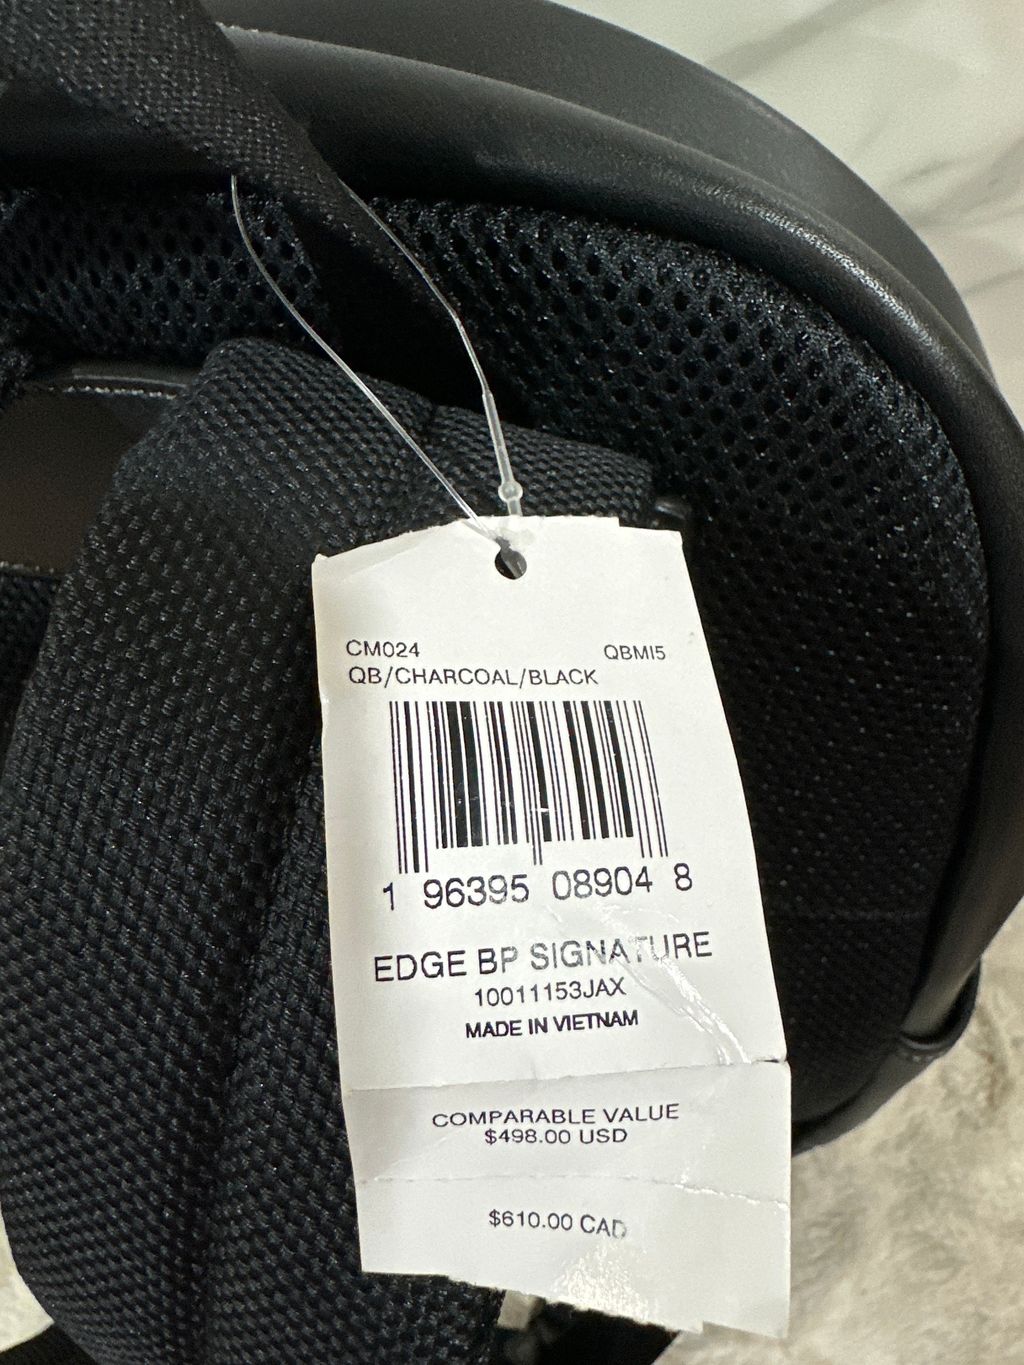 CM024 QBMI5
QB/CHARCOAL/BLACK
1 96395 08904 8
EDGE BP SIGNATURE
10011153JAX
MADE IN VIETNAM
COMPARABLE VALUE
$498.00 USD
$610.00 CAD